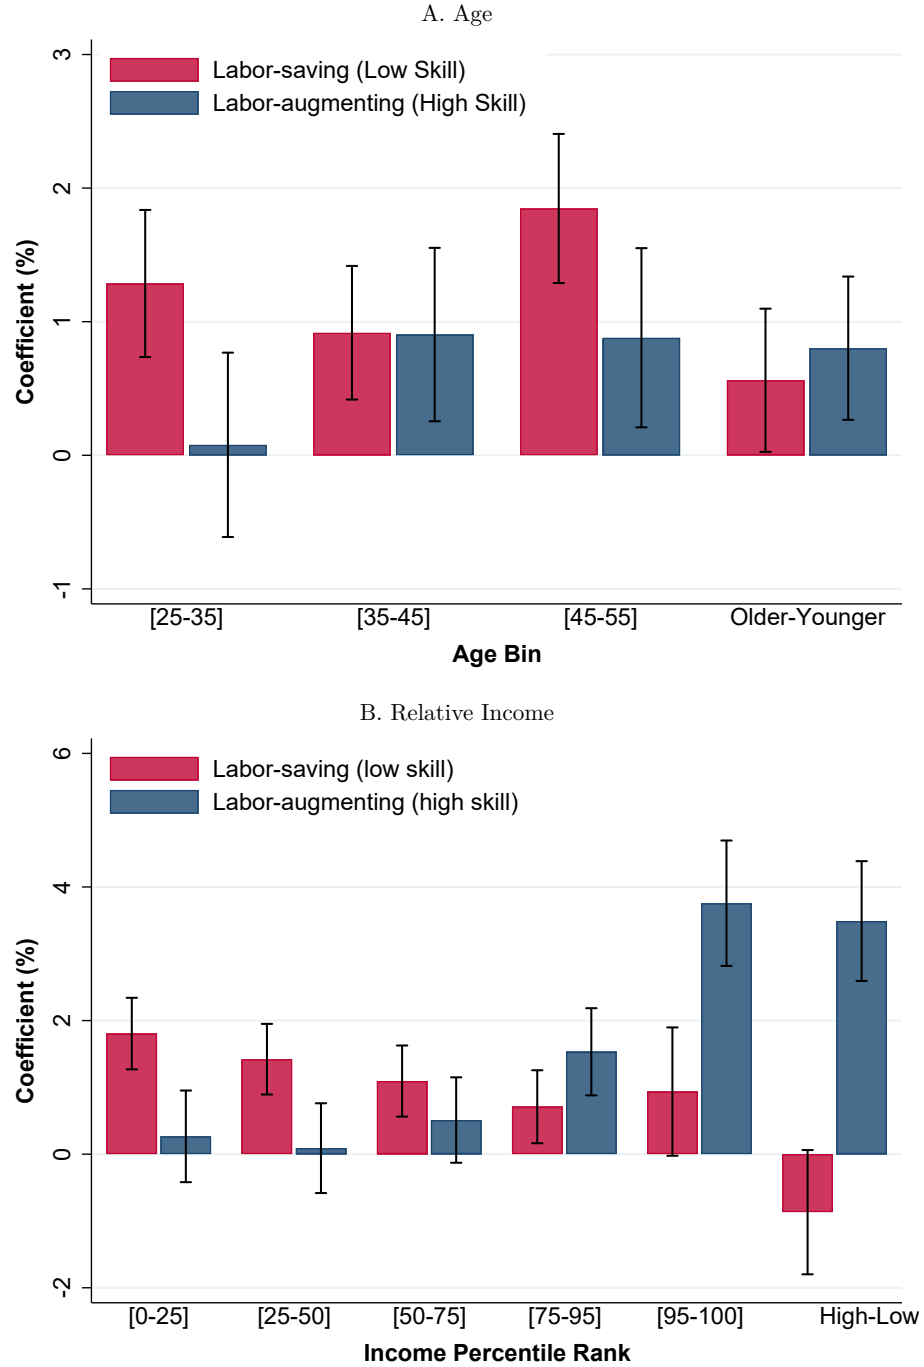 A. Age
3
Labor-saving (Low Skill)
Labor-augmenting (High Skill)
2
1
0
-1
Coefficient (%)
[25-35] [35-45] [45-55] Older-Younger
Age Bin
B. Relative Income
6
Labor-saving (low skill)
Labor-augmenting (high skill)
4
2
0
-2
Coefficient (%)
[0-25] [25-50] [50-75] [75-95] [95-100] High-Low
Income Percentile Rank